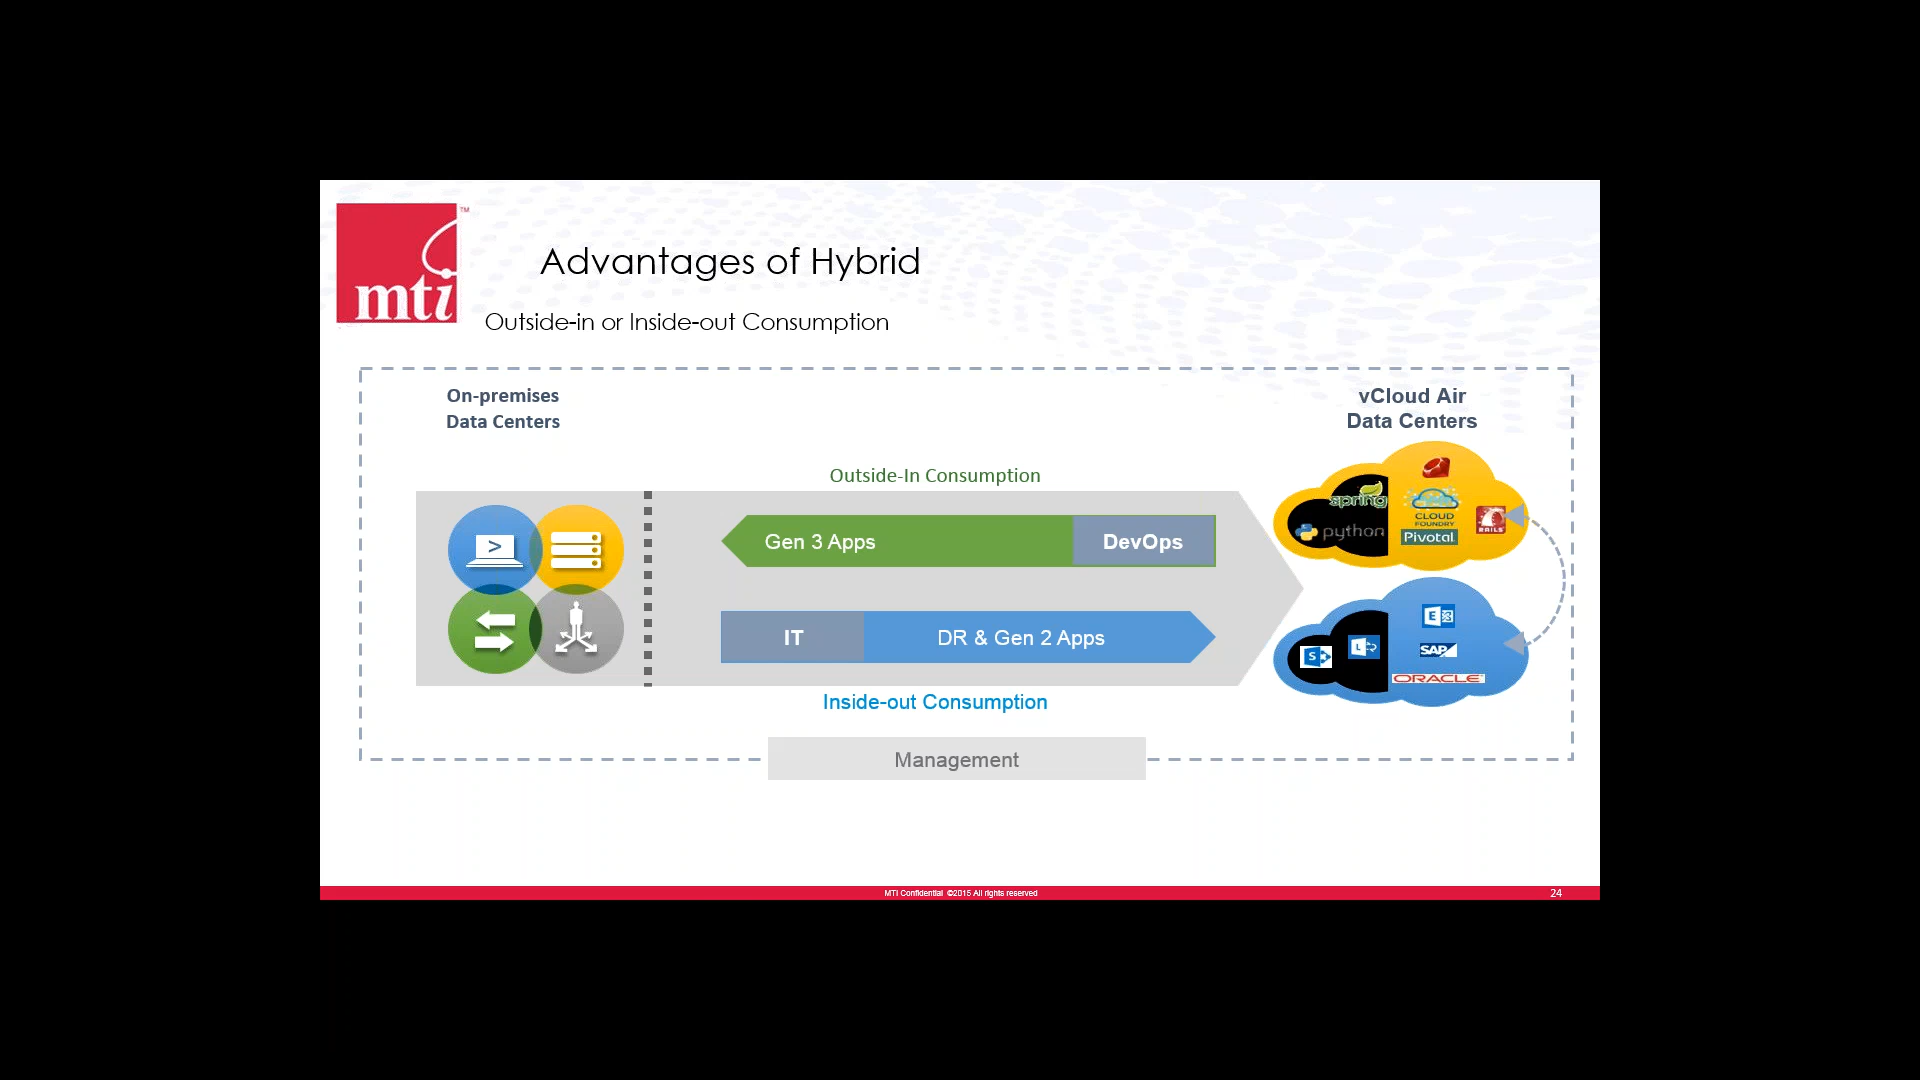 mti
TM
Advantages of Hybrid
Outside-in or Inside-out Consumption
On-premises
Data Centers
vCloud Air
Data Centers
Outside-In Consumption
Gen 3 Apps
DevOps
IT
DR & Gen 2 Apps
Inside-out Consumption
Management
spring
python
CLOUD
FOUNDRY
Pivotal
RAILS
E
S
L
SAP
ORACLE
MTI Confidential ©2015 All rights reserved
24